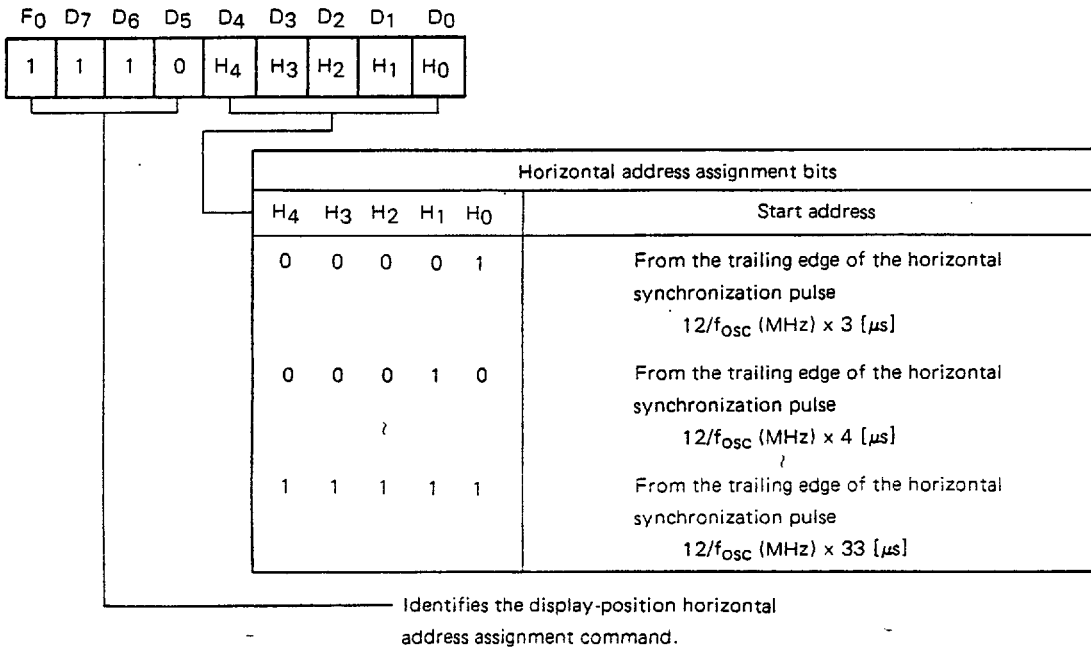 F0 D7 D6 D5 D4 D3 D2 D1 D0
1 1 1 0 H4 H3 H2 H1 H0
Horizontal address assignment bits
H4 H3 H2 H1 H0 Start address
0 0 0 0 1 From the trailing edge of the horizontal
synchronization pulse
12/fosc (MHz) x 3 [μs]
0 0 0 1 0 From the trailing edge of the horizontal
synchronization pulse
≀ 12/fosc (MHz) x 4 [μs]
≀
1 1 1 1 1 From the trailing edge of the horizontal
synchronization pulse
12/fosc (MHz) x 33 [μs]
Identifies the display-position horizontal
address assignment command.